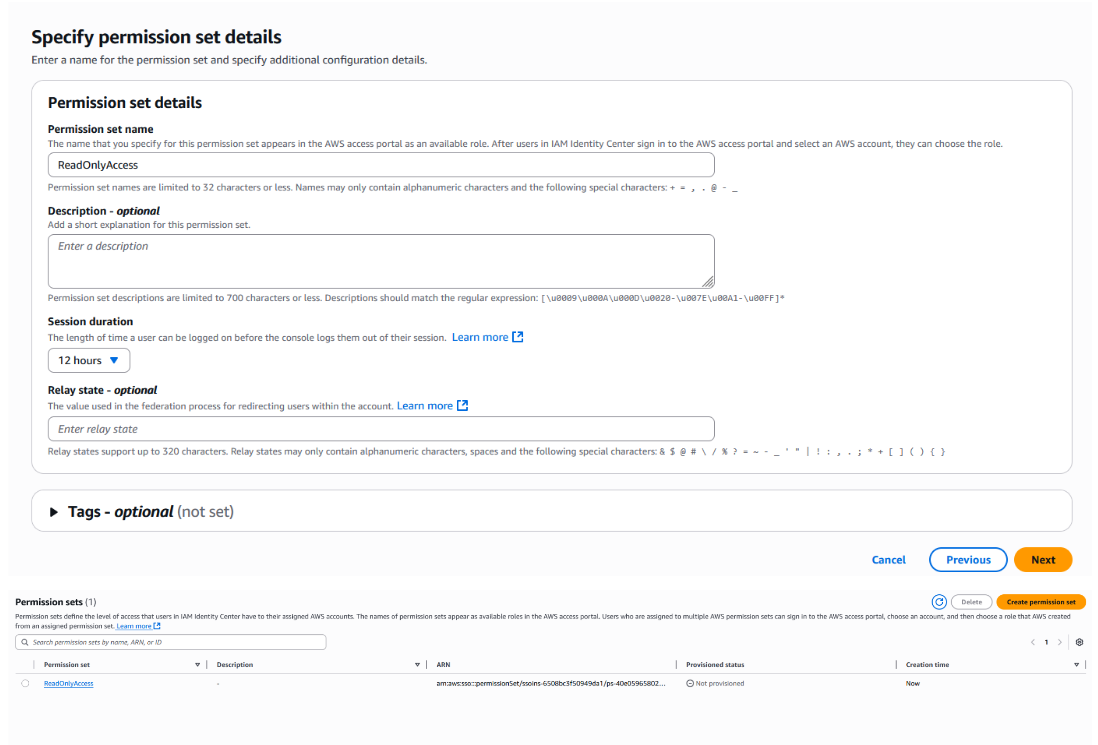 Specify permission set details
Enter a name for the permission set and specify additional configuration details.
Permission set details
Permission set name
The name that you specify for this permission set appears in the AWS access portal as an available role. After users in IAM Identity Center sign in to the AWS access portal and select an AWS account, they can choose the role.
ReadOnlyAccess
Permission set names are limited to 32 characters or less. Names may only contain alphanumeric characters and the following special characters: + = , . @ - _
Description - optional
Add a short explanation for this permission set.
Enter a description
Permission set descriptions are limited to 700 characters or less. Descriptions should match the regular expression: [\u0009\u000A\u000D\u0020-\u007E\u00A1-\u00FF]*
Session duration
The length of time a user can be logged on before the console logs them out of their session. Learn more
12 hours
Relay state - optional
The value used in the federation process for redirecting users within the account. Learn more
Enter relay state
Relay states support up to 320 characters. Relay states may only contain alphanumeric characters, spaces and the following special characters: & $ @ # \ / % ? = ~ - _ ' " | ! : , . ; * + [ ] ( ) { }
Tags - optional (not set)
Cancel Previous Next
Permission sets (1)
Delete Create permission set
Permission sets define the level of access that users in IAM Identity Center have to their assigned AWS accounts. The names of permission sets appear as available roles in the AWS access portal. Users who are assigned to multiple AWS permission sets can sign in to the AWS access portal, choose an account, and then choose a role that AWS created
from an assigned permission set. Learn more
Search permission sets by name, ARN, or ID
1
Permission set Description ARN Provisioned status Creation time
ReadOnlyAccess - arn:aws:sso:::permissionSet/ssoins-6508bc3f50949da1/ps-40e05965802... Not provisioned Now